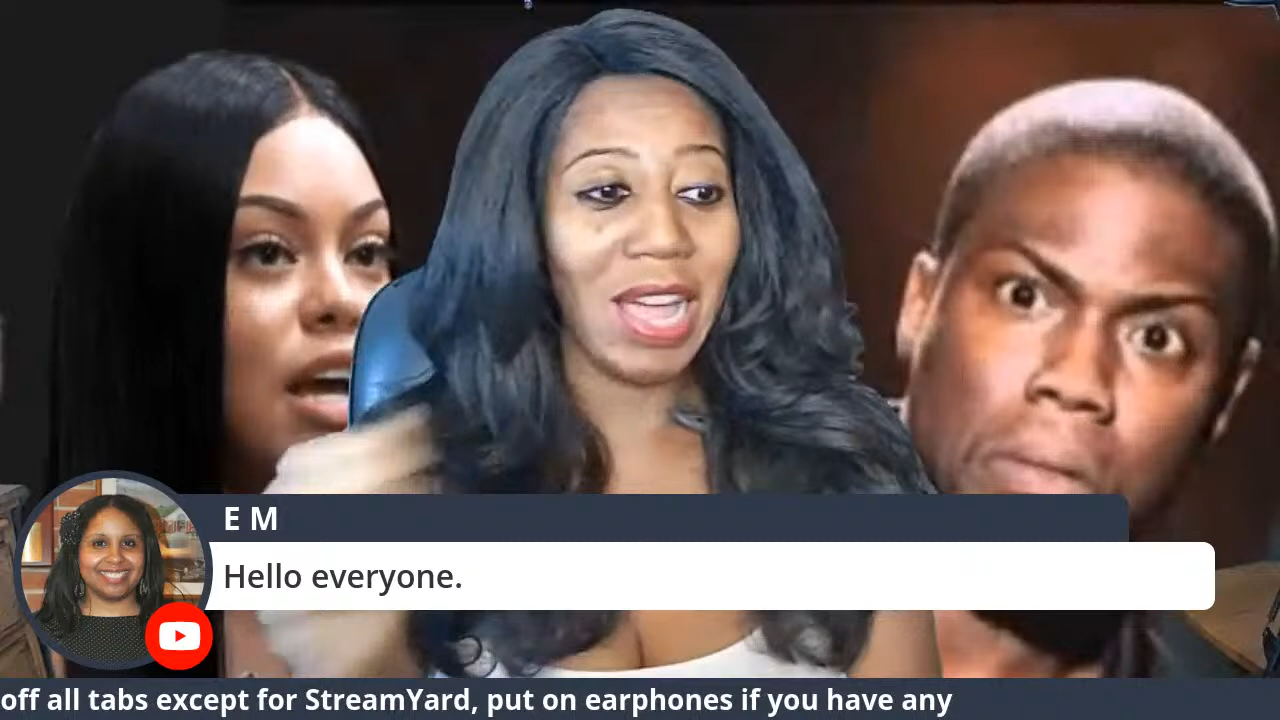 E M
Hello everyone.
off all tabs except for StreamYard, put on earphones if you have any